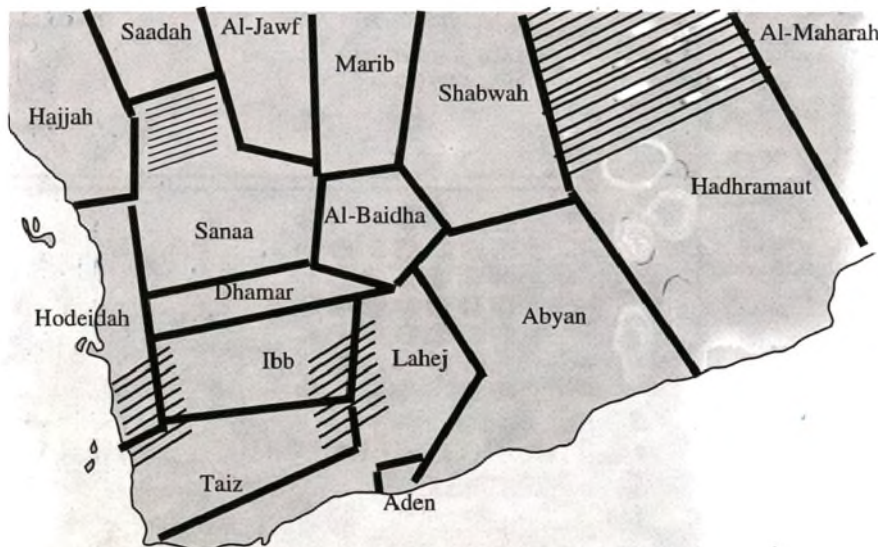 Saadah
Al-Jawf
Marib
Al-Maharah
Shabwah
Hajjah
Hadhramaut
Al-Baidha
Sanaa
Dhamar
Hodeidah
Abyan
Ibb
Lahej
Taiz
Aden